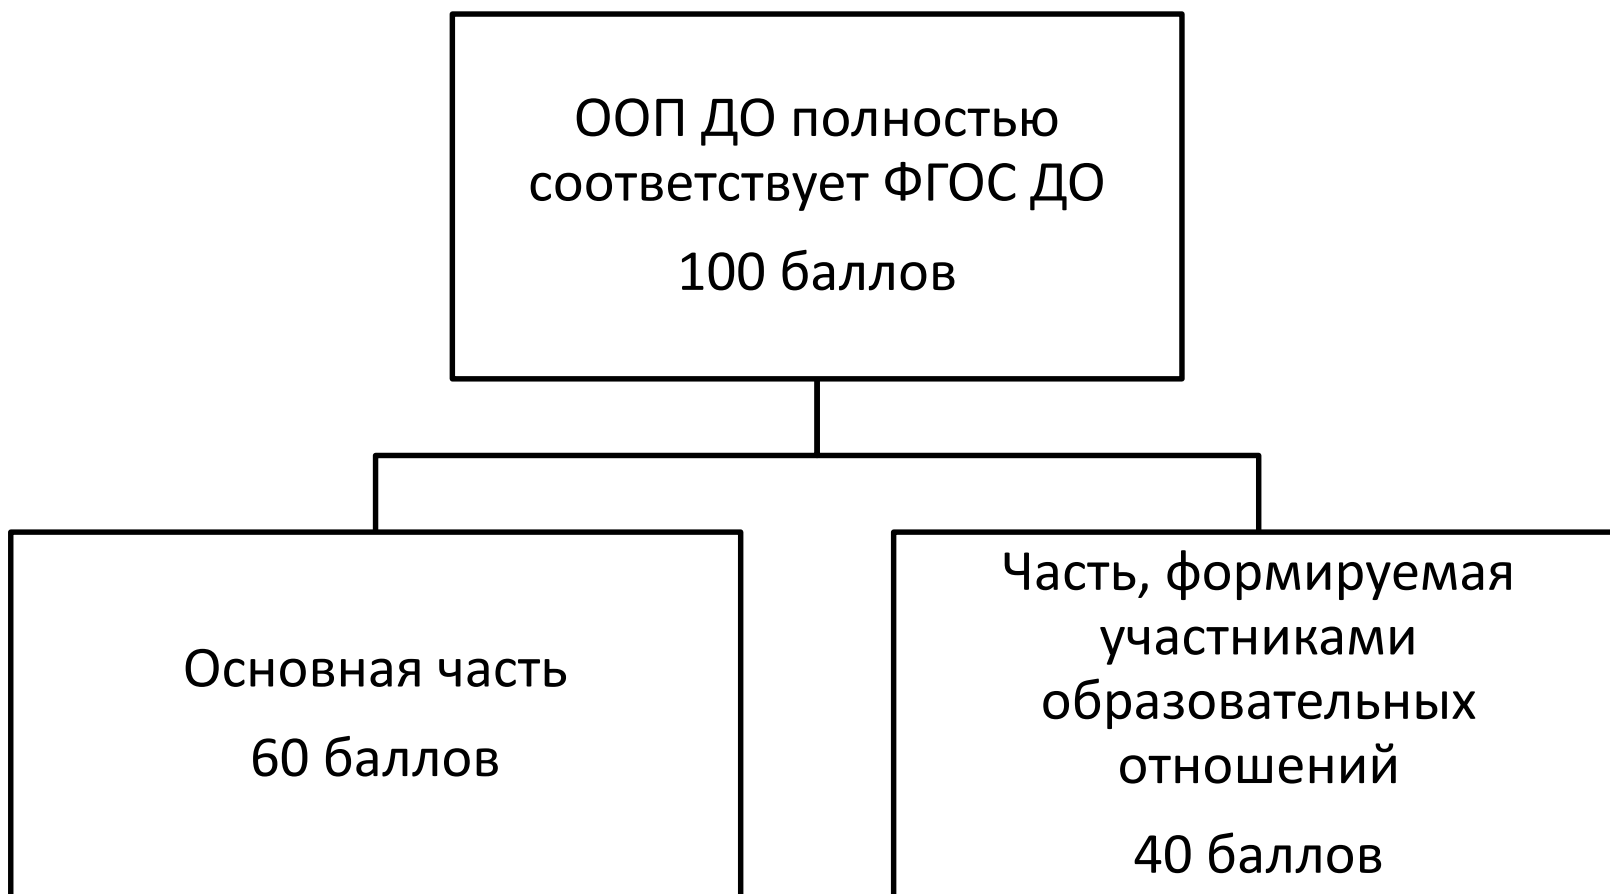 ООП ДО полностью
соответствует ФГОС ДО
100 баллов
Основная часть
60 баллов
Часть, формируемая
участниками
образовательных
отношений
40 баллов